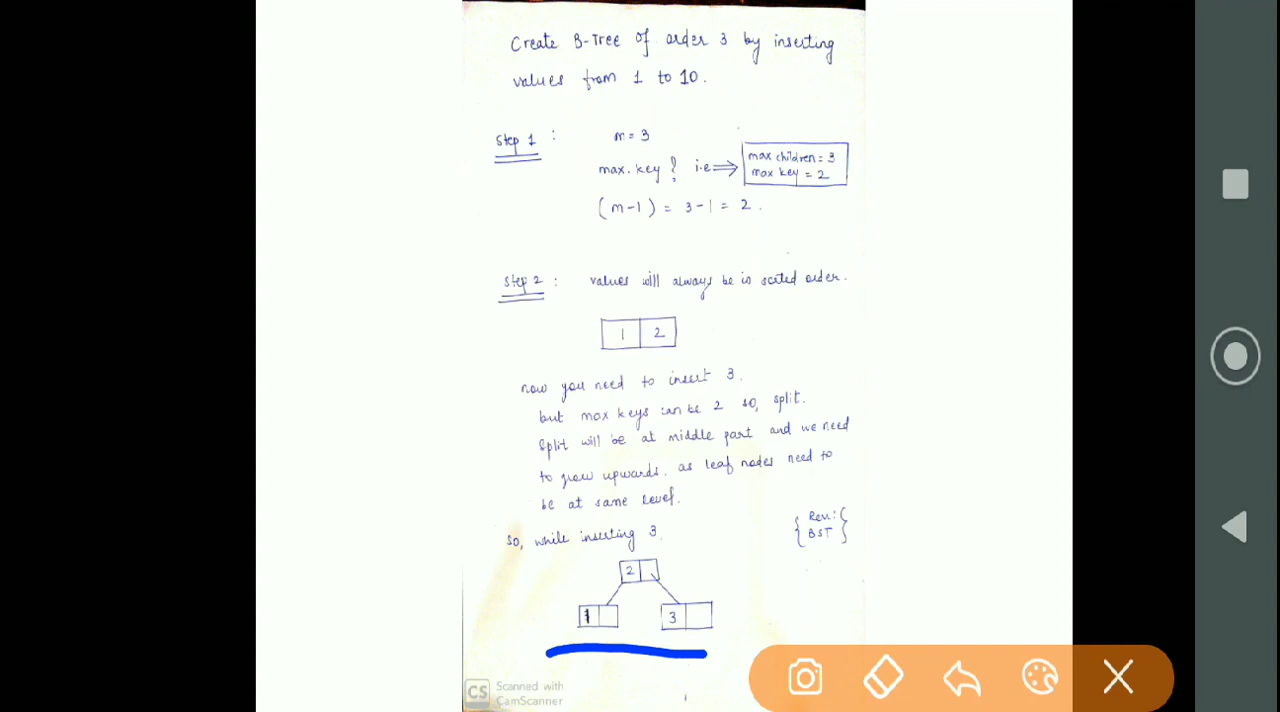 Create B-Tree of order 3 by inserting
values from 1 to 10.
Step 1 : m = 3
max. key ? i.e ⇒ max children = 3
max key = 2
(m-1) = 3-1 = 2.
Step 2 : values will always be in sorted order.
1 2
now you need to insert 3.
but max keys can be 2 so, split.
Split will be at middle part and we need
to grow upwards. as leaf nodes need to
be at same level.
{ Rem: }
{ BST }
so, while inserting 3.
2
1 3
1
CS Scanned with
CamScanner